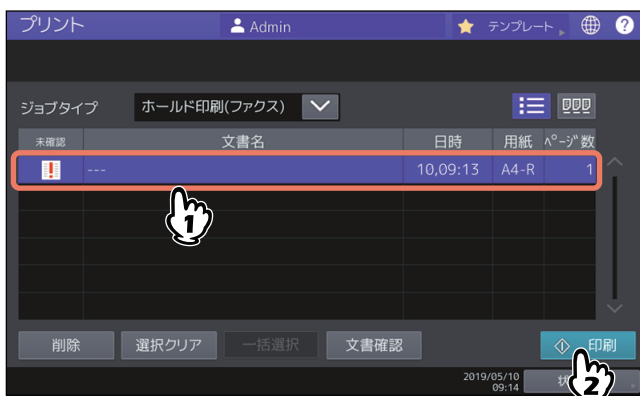 プリント Admin テンプレート ?
ジョブタイプ ホールド印刷(ファクス)
未確認 文書名 日時 用紙 ページ数
! --- 10,09:13 A4-R 1
1
削除 選択クリア 一括選択 文書確認 印刷
2019/05/10
09:14
2